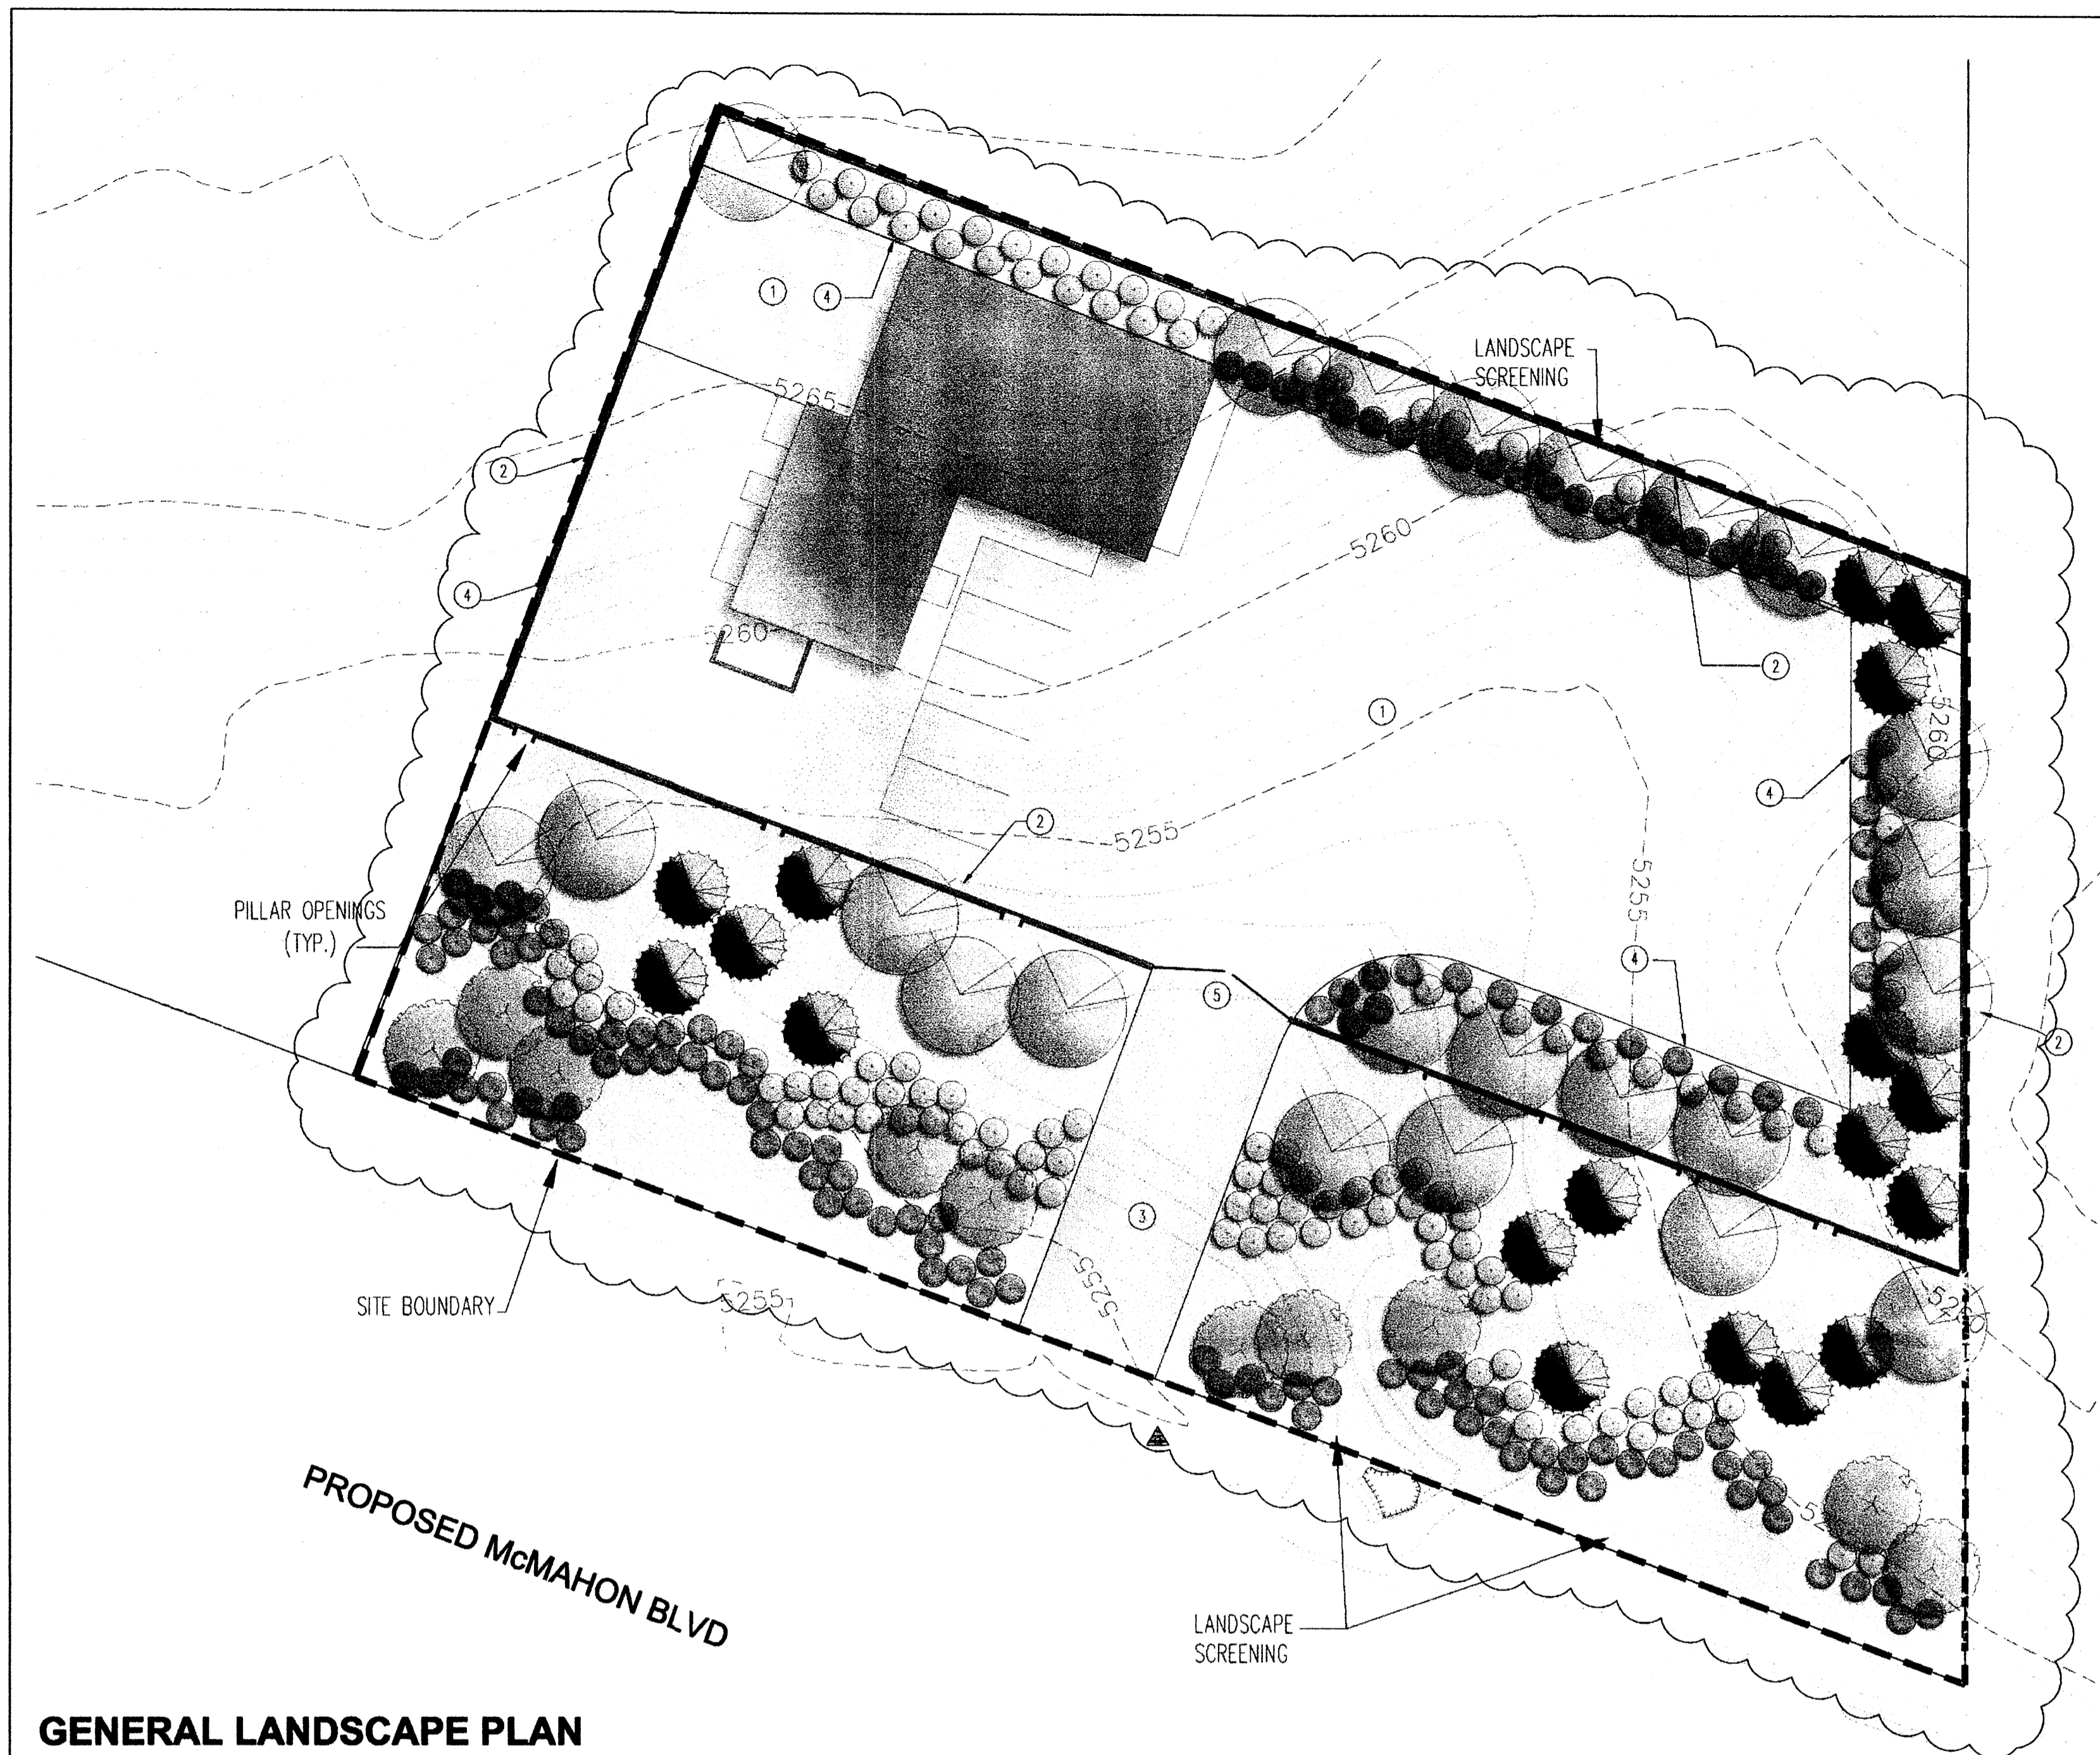 LANDSCAPE
SCREENING
1
4
5265
2
5260
4
5260
2
1
5260
4
2
5255
5255
4
PILLAR OPENINGS
(TYP.)
5
2
3
5255
5255
SITE BOUNDARY
PROPOSED McMAHON BLVD
LANDSCAPE
SCREENING
GENERAL LANDSCAPE PLAN